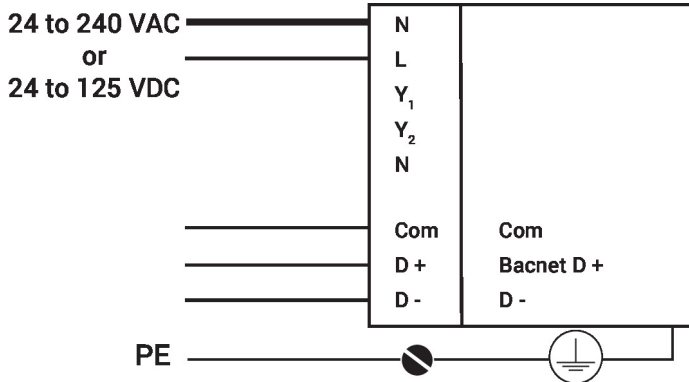 24 to 240 VAC
or
24 to 125 VDC
N
L
Y1
Y2
N
Com Com
D + Bacnet D +
D - D -
PE